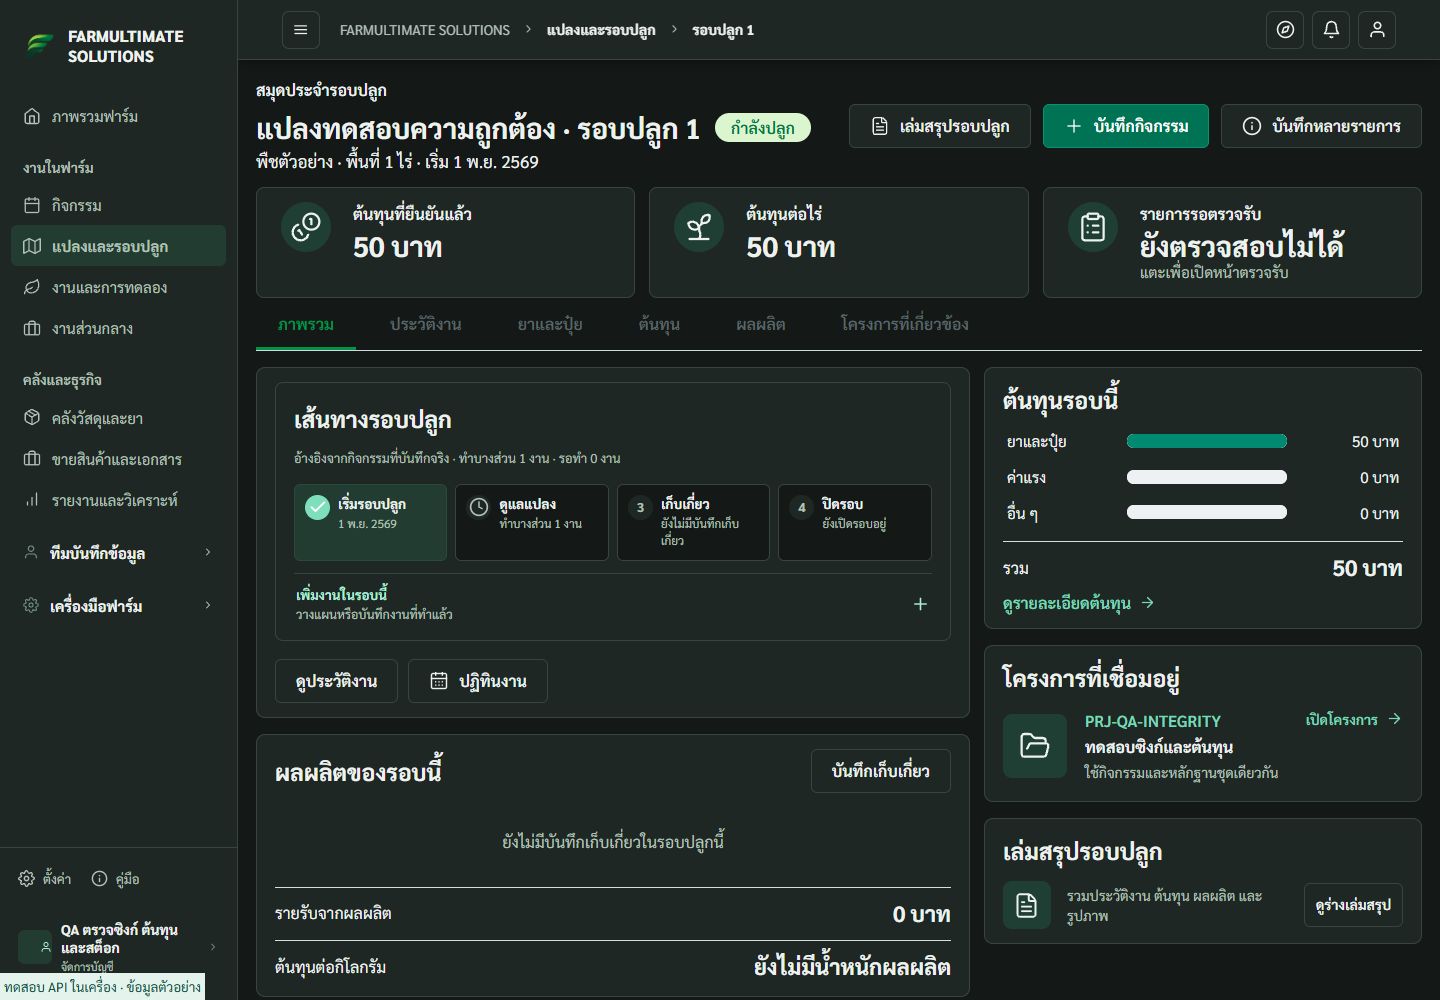 FARMULTIMATE
SOLUTIONS
ภาพรวมฟาร์ม
งานในฟาร์ม
กิจกรรม
แปลงและรอบปลูก
งานและการทดลอง
งานส่วนกลาง
คลังและธุรกิจ
คลังวัสดุและยา
ขายสินค้าและเอกสาร
รายงานและวิเคราะห์
ทีมบันทึกข้อมูล
เครื่องมือฟาร์ม
ตั้งค่า
คู่มือ
QA ตรวจซิงก์ ต้นทุน
และสต็อก
จัดการบัญชี
ทดสอบ API ในเครื่อง · ข้อมูลตัวอย่าง
FARMULTIMATE SOLUTIONS
แปลงและรอบปลูก
รอบปลูก 1
สมุดประจำรอบปลูก
แปลงทดสอบความถูกต้อง · รอบปลูก 1
กำลังปลูก
พืชตัวอย่าง · พื้นที่ 1 ไร่ · เริ่ม 1 พ.ย. 2569
เล่มสรุปรอบปลูก
บันทึกกิจกรรม
บันทึกหลายรายการ
ต้นทุนที่ยืนยันแล้ว
50 บาท
ต้นทุนต่อไร่
50 บาท
รายการรอตรวจรับ
ยังตรวจสอบไม่ได้
แตะเพื่อเปิดหน้าตรวจรับ
ภาพรวม
ประวัติงาน
ยาและปุ๋ย
ต้นทุน
ผลผลิต
โครงการที่เกี่ยวข้อง
เส้นทางรอบปลูก
อ้างอิงจากกิจกรรมที่บันทึกจริง · ทำบางส่วน 1 งาน · รอทำ 0 งาน
เริ่มรอบปลูก
1 พ.ย. 2569
ดูแลแปลง
ทำบางส่วน 1 งาน
3
เก็บเกี่ยว
ยังไม่มีบันทึกเก็บ
เกี่ยว
4
ปิดรอบ
ยังเปิดรอบอยู่
เพิ่มงานในรอบนี้
วางแผนหรือบันทึกงานที่ทำแล้ว
ดูประวัติงาน
ปฏิทินงาน
ผลผลิตของรอบนี้
บันทึกเก็บเกี่ยว
ยังไม่มีบันทึกเก็บเกี่ยวในรอบปลูกนี้
รายรับจากผลผลิต
0 บาท
ต้นทุนต่อกิโลกรัม
ยังไม่มีน้ำหนักผลผลิต
ต้นทุนรอบนี้
ยาและปุ๋ย
50 บาท
ค่าแรง
0 บาท
อื่น ๆ
0 บาท
รวม
50 บาท
ดูรายละเอียดต้นทุน
โครงการที่เชื่อมอยู่
PRJ-QA-INTEGRITY
เปิดโครงการ
ทดสอบซิงก์และต้นทุน
ใช้กิจกรรมและหลักฐานชุดเดียวกัน
เล่มสรุปรอบปลูก
รวมประวัติงาน ต้นทุน ผลผลิต และ
รูปภาพ
ดูร่างเล่มสรุป